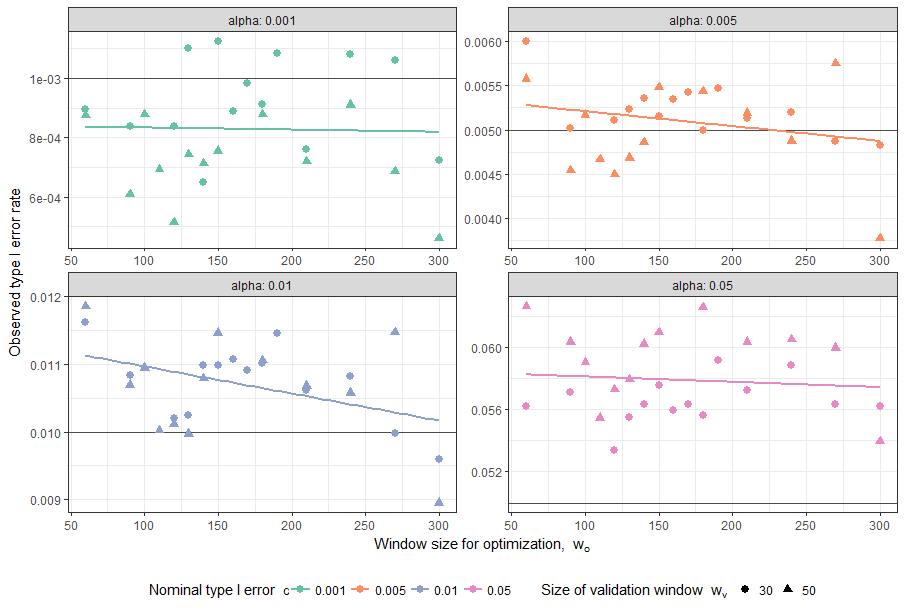 alpha: 0.001
alpha: 0.005
1e-03
8e-04
6e-04
0.0060
0.0055
0.0050
0.0045
0.0040
50 100 150 200 250 300
50 100 150 200 250 300
alpha: 0.01
alpha: 0.05
0.012
0.011
0.010
0.009
0.060
0.056
0.052
50 100 150 200 250 300
50 100 150 200 250 300
Observed type I error rate
Window size for optimization, wo
Nominal type I error 0.001 0.005 0.01 0.05 Size of validation window wv 30 50